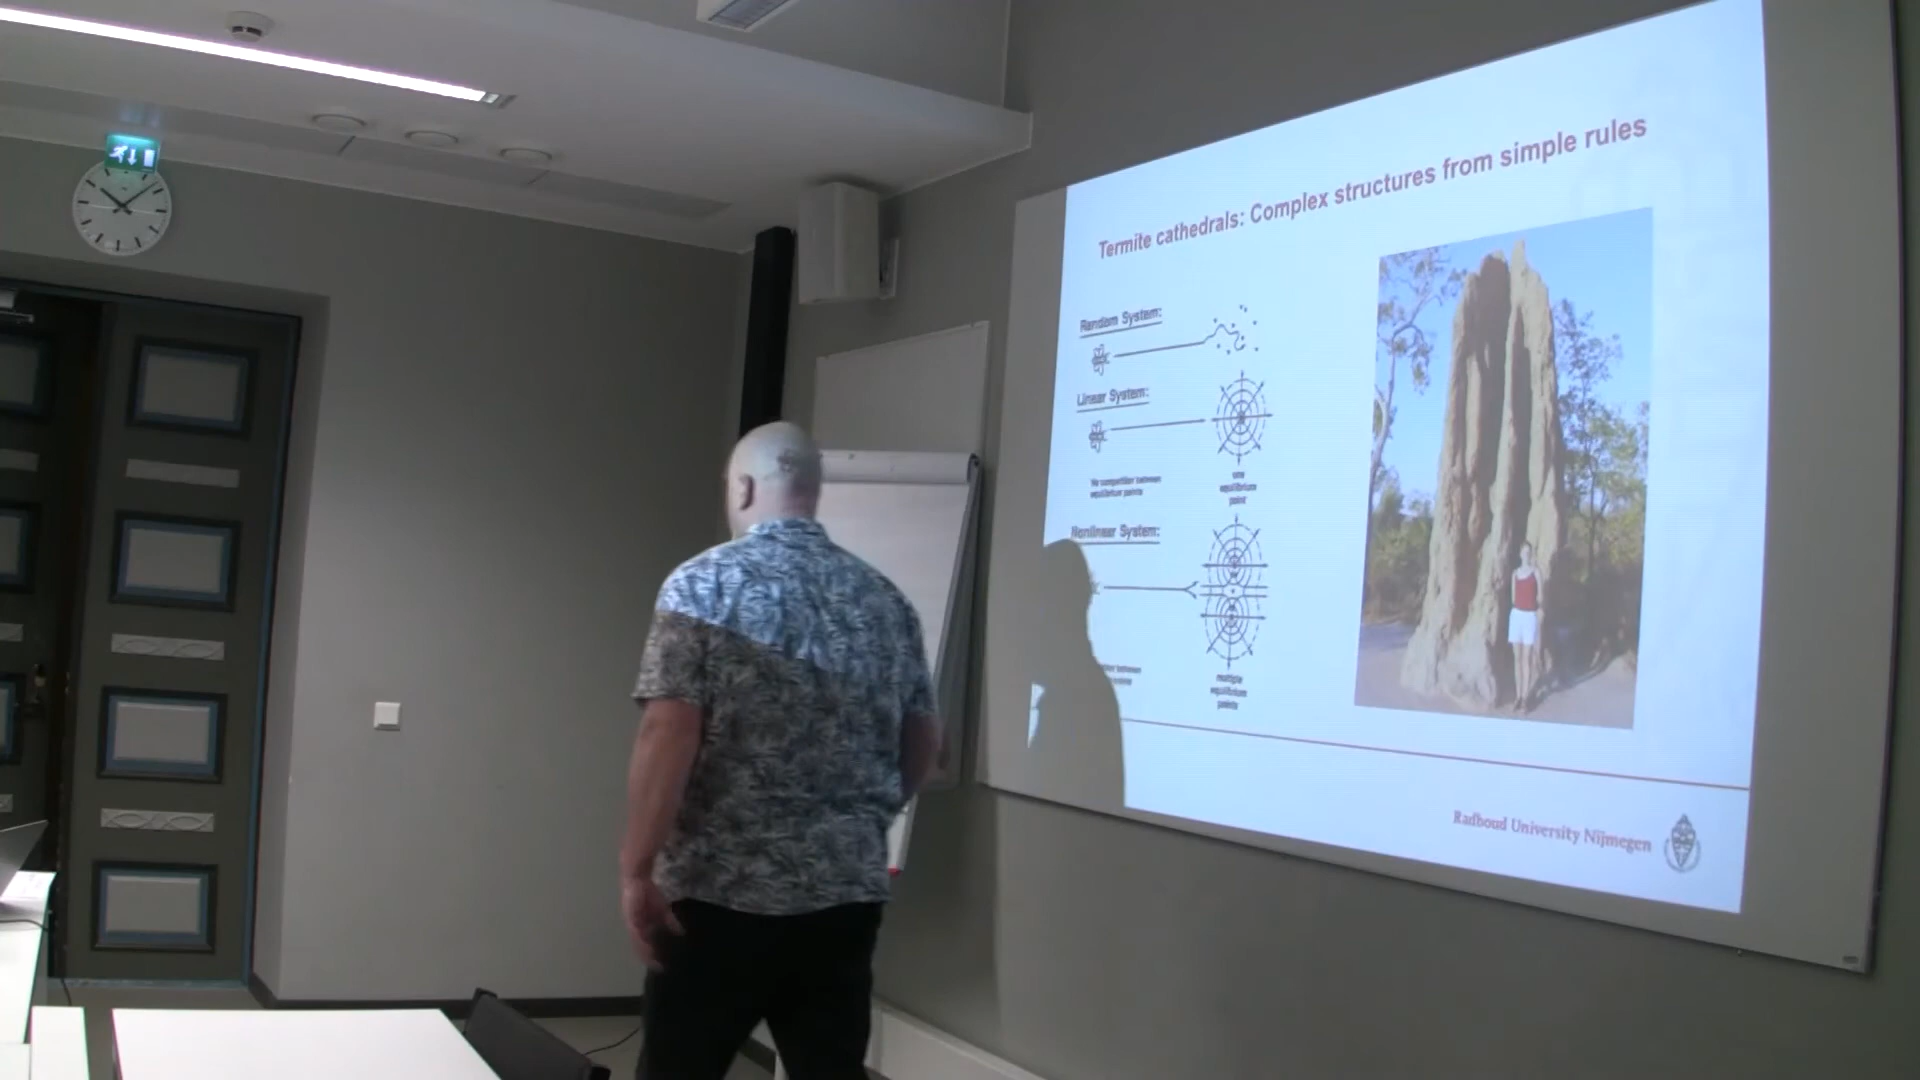 Termite cathedrals: Complex structures from simple rules
Random System:
Linear System:
No competition between
equilibrium points
one
equilibrium
point
Nonlinear System:
between
multiple
equilibrium
points
Radboud University Nijmegen